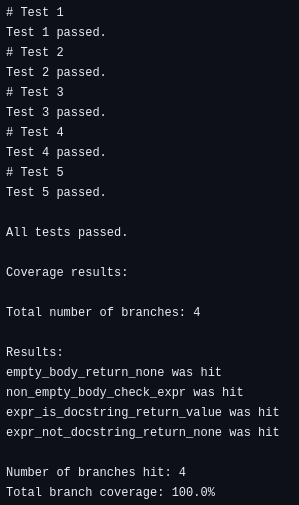 # Test 1
Test 1 passed.
# Test 2
Test 2 passed.
# Test 3
Test 3 passed.
# Test 4
Test 4 passed.
# Test 5
Test 5 passed.
All tests passed.
Coverage results:
Total number of branches: 4
Results:
empty_body_return_none was hit
non_empty_body_check_expr was hit
expr_is_docstring_return_value was hit
expr_not_docstring_return_none was hit
Number of branches hit: 4
Total branch coverage: 100.0%